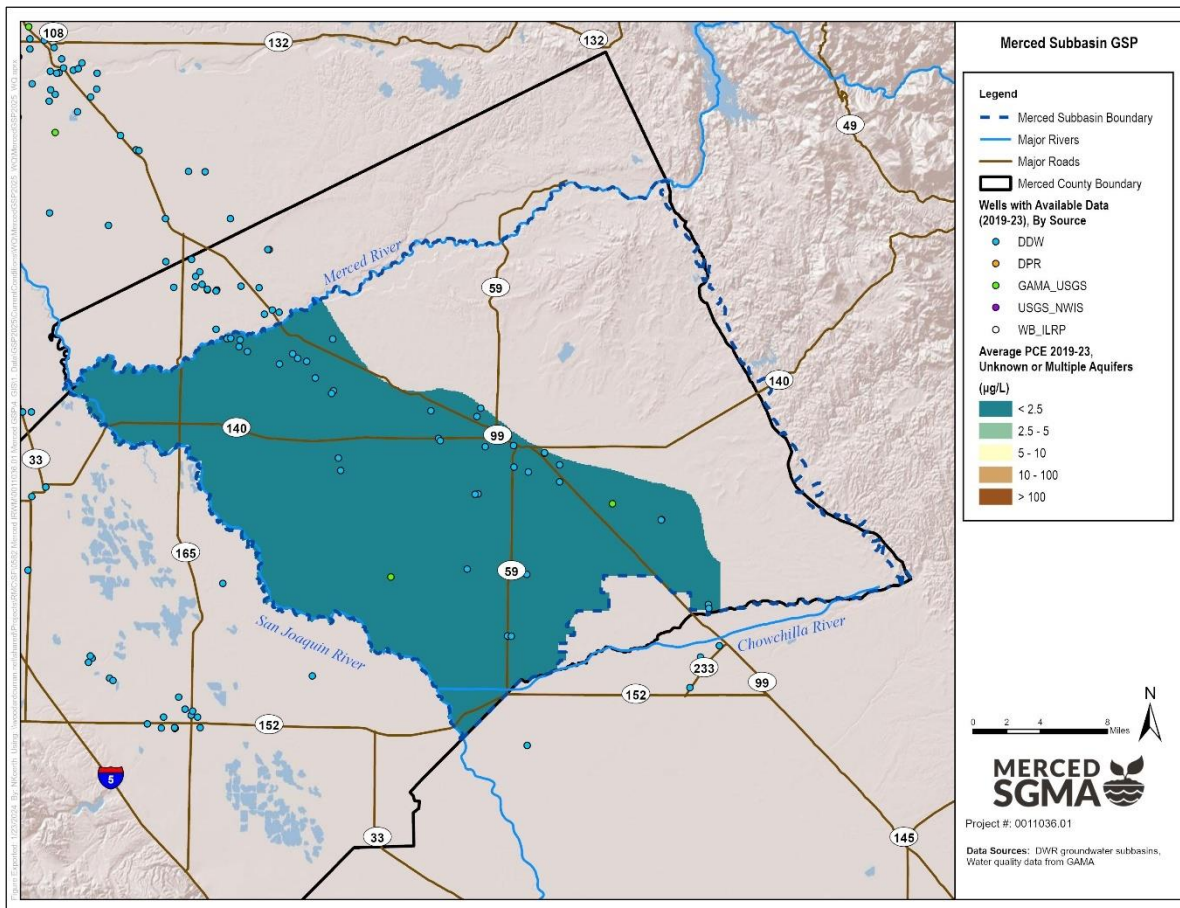 108
132
132
49
Merced River
59
140
99
140
33
165
59
San Joaquin River
Chowchilla River
233
99
152
152
5
33
145
Merced Subbasin GSP
Legend
Merced Subbasin Boundary
Major Rivers
Major Roads
Merced County Boundary
Wells with Available Data
(2019-23), By Source
DDW
DPR
GAMA_USGS
USGS_NWIS
WB_ILRP
Average PCE 2019-23,
Unknown or Multiple Aquifers
(µg/L)
< 2.5
2.5 - 5
5 - 10
10 - 100
> 100
N
0 2 4 8
Miles
MERCED
SGMA
Project #: 0011036.01
Data Sources: DWR groundwater subbasins,
Water quality data from GAMA